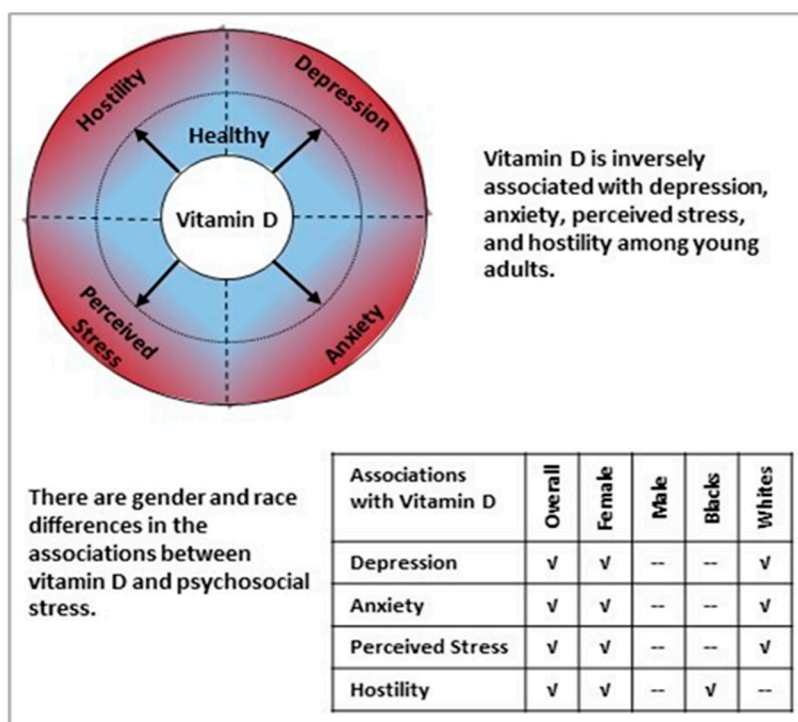 Hostility
Depression
Healthy
Vitamin D
Perceived
Stress
Anxiety
Vitamin D is inversely
associated with depression,
anxiety, perceived stress,
and hostility among young
adults.
There are gender and race
differences in the
associations between
vitamin D and psychosocial
stress.
Associations
with Vitamin D
Overall
Female
Male
Blacks
Whites
Depression √ √ -- -- √
Anxiety √ √ -- -- √
Perceived Stress √ √ -- -- √
Hostility √ √ -- √ --